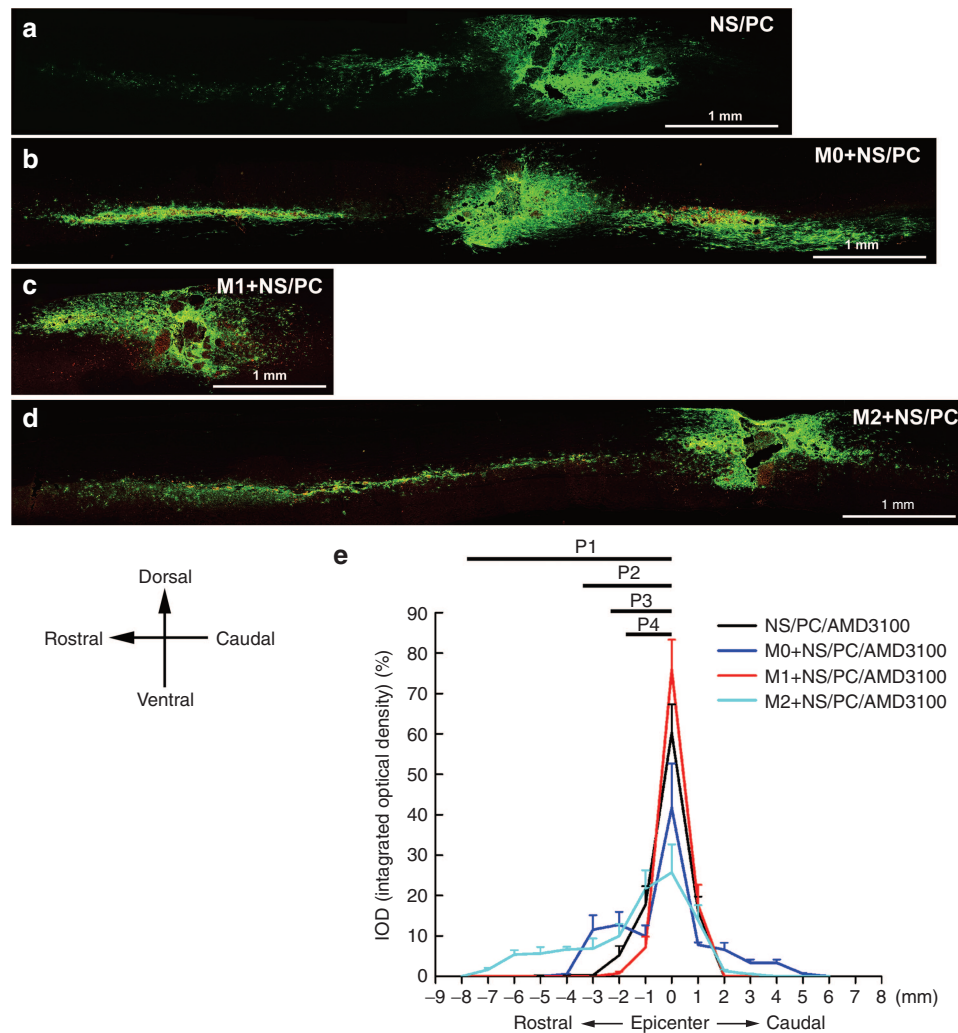 a
NS/PC
1 mm
b
M0+NS/PC
1 mm
c
M1+NS/PC
1 mm
d
M2+NS/PC
1 mm
Dorsal
Rostral
Caudal
Ventral
e
P1
P2
P3
P4
NS/PC/AMD3100
M0+NS/PC/AMD3100
M1+NS/PC/AMD3100
M2+NS/PC/AMD3100
IOD (intagrated optical density) (%)
90
80
70
60
50
40
30
20
10
0
−9 −8 −7 −6 −5 −4 −3 −2 −1 0 1 2 3 4 5 6 7 8 (mm)
Rostral ← Epicenter → Caudal